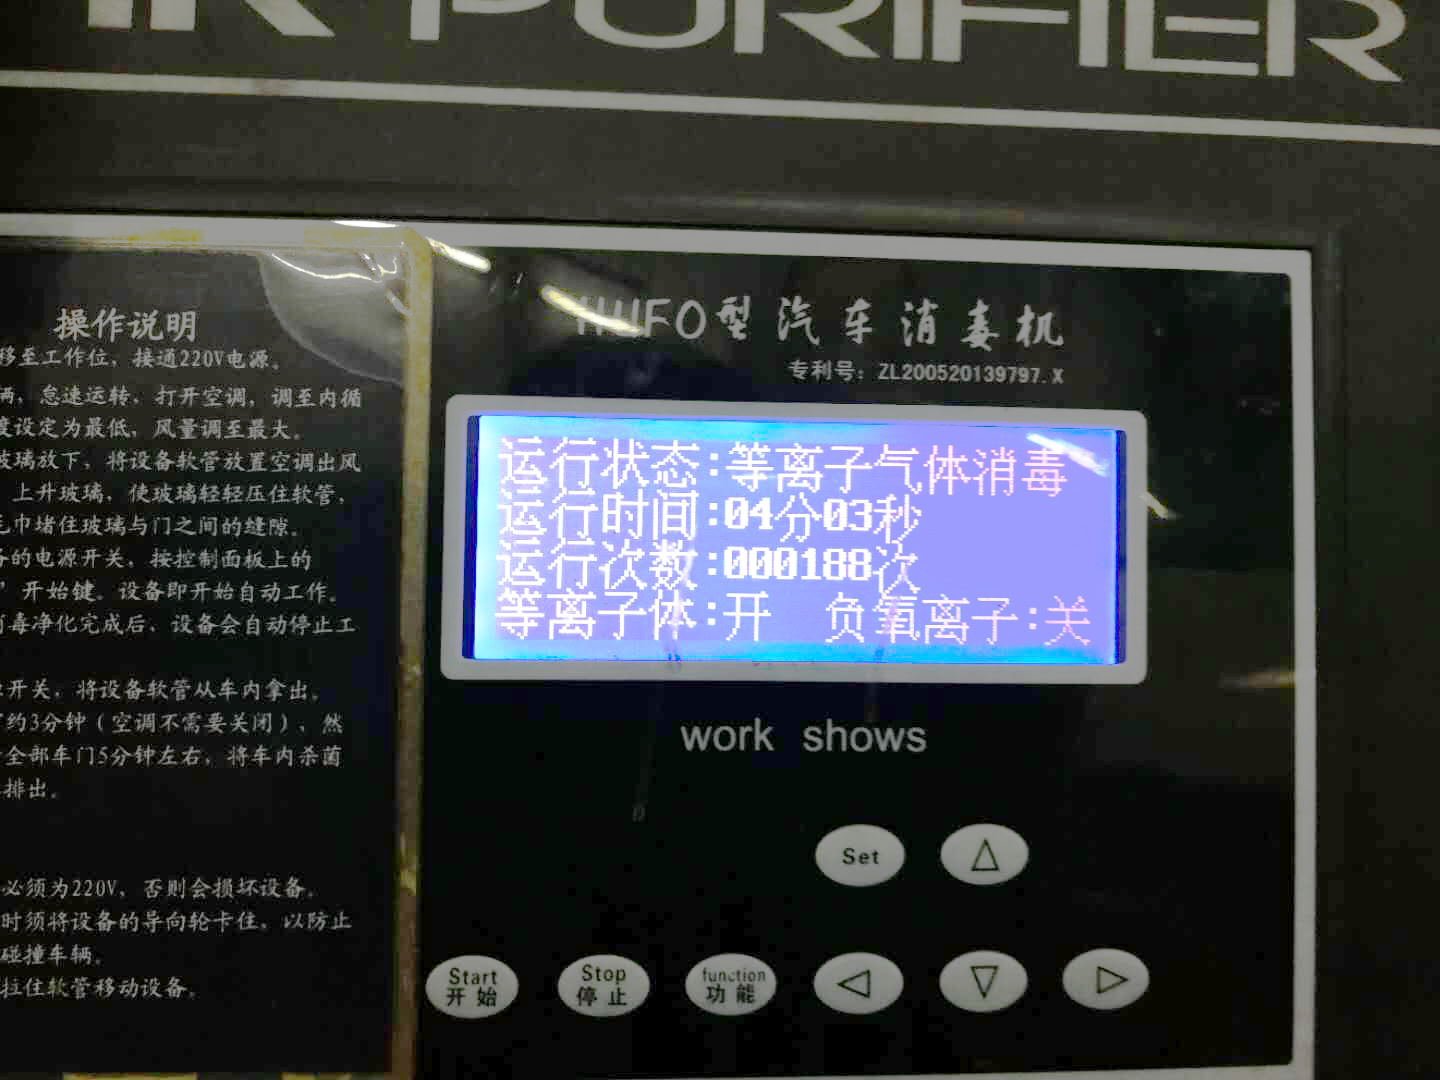 PURIFIER
操作说明
移至工作位，接通220V电源。
怠速运转，打开空调，调至内循
度设定为最低，风量调至最大。
玻璃放下，将设备软管放置空调出风
上升玻璃，使玻璃轻轻压住软管，
毛巾堵住玻璃与门之间的缝隙。
的电源开关，按控制面板上的
”开始键。设备即开始自动工作。
消毒净化完成后，设备会自动停止工
开关，将设备软管从车内拿出。
约3分钟（空调不需要关闭），然
全部车门5分钟左右，将车内杀菌
排出。
必须为220V，否则会损坏设备。
时须将设备的导向轮卡住，以防止
碰撞车辆。
拉住软管移动设备。
HUFO型汽车消毒机
专利号：ZL200520139797.X
运行状态:等离子气体消毒
运行时间:04分03秒
运行次数:000188次
等离子体:开 负氧离子:关
work shows
Set △
Start 开始
Stop 停止
function 功能
◁ ▽ ▷